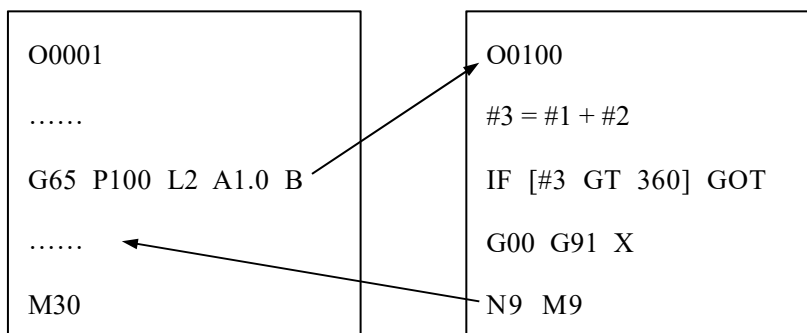 O0001
……
G65 P100 L2 A1.0 B
……
M30
O0100
#3 = #1 + #2
IF [#3 GT 360] GOT
G00 G91 X
N9 M9